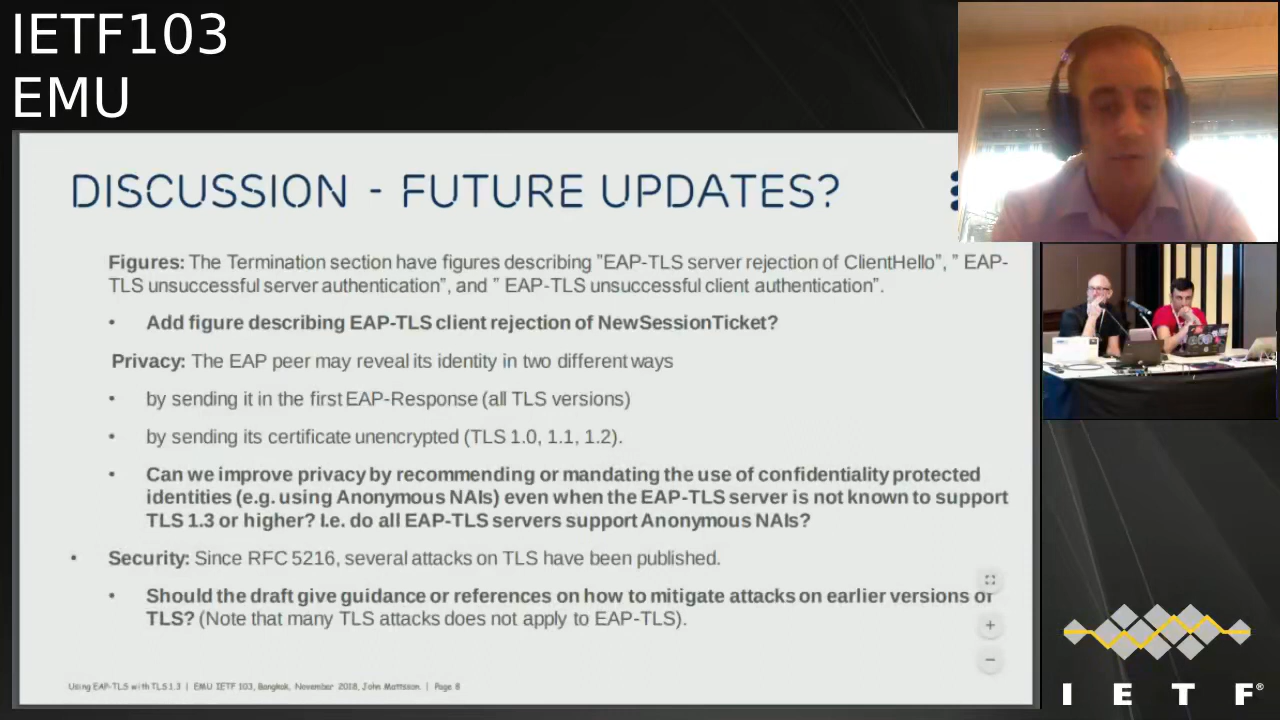 IETF103
EMU
DISCUSSION - FUTURE UPDATES?
Figures: The Termination section have figures describing ”EAP-TLS server rejection of ClientHello”, ” EAP-
TLS unsuccessful server authentication”, and ” EAP-TLS unsuccessful client authentication”.
• Add figure describing EAP-TLS client rejection of NewSessionTicket?
Privacy: The EAP peer may reveal its identity in two different ways
• by sending it in the first EAP-Response (all TLS versions)
• by sending its certificate unencrypted (TLS 1.0, 1.1, 1.2).
• Can we improve privacy by recommending or mandating the use of confidentiality protected
identities (e.g. using Anonymous NAIs) even when the EAP-TLS server is not known to support
TLS 1.3 or higher? I.e. do all EAP-TLS servers support Anonymous NAIs?
• Security: Since RFC 5216, several attacks on TLS have been published.
• Should the draft give guidance or references on how to mitigate attacks on earlier versions of
TLS? (Note that many TLS attacks does not apply to EAP-TLS).
Using EAP-TLS with TLS 1.3 | EMU IETF 103, Bangkok, November 2018, John Mattsson. | Page 8
I E T F®